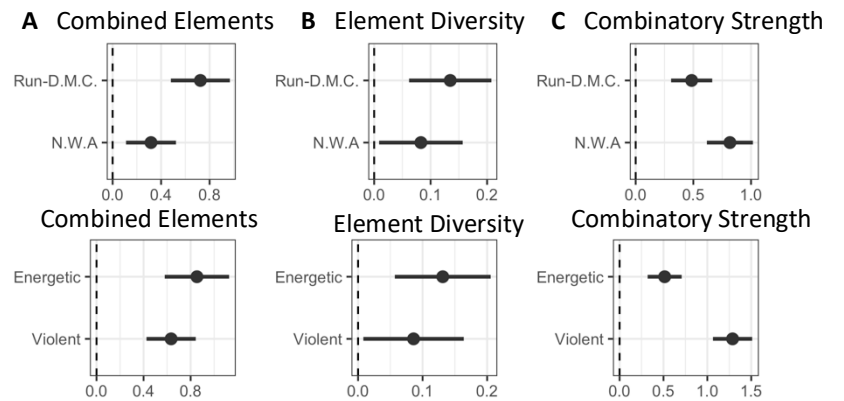 A Combined Elements
Run-D.M.C.
N.W.A
0.0 0.4 0.8
B Element Diversity
Run-D.M.C.
N.W.A
0.0 0.1 0.2
C Combinatory Strength
Run-D.M.C.
N.W.A
0.0 0.5 1.0
Combined Elements
Energetic
Violent
0.0 0.4 0.8
Element Diversity
Energetic
Violent
0.0 0.1 0.2
Combinatory Strength
Energetic
Violent
0.0 0.5 1.0 1.5